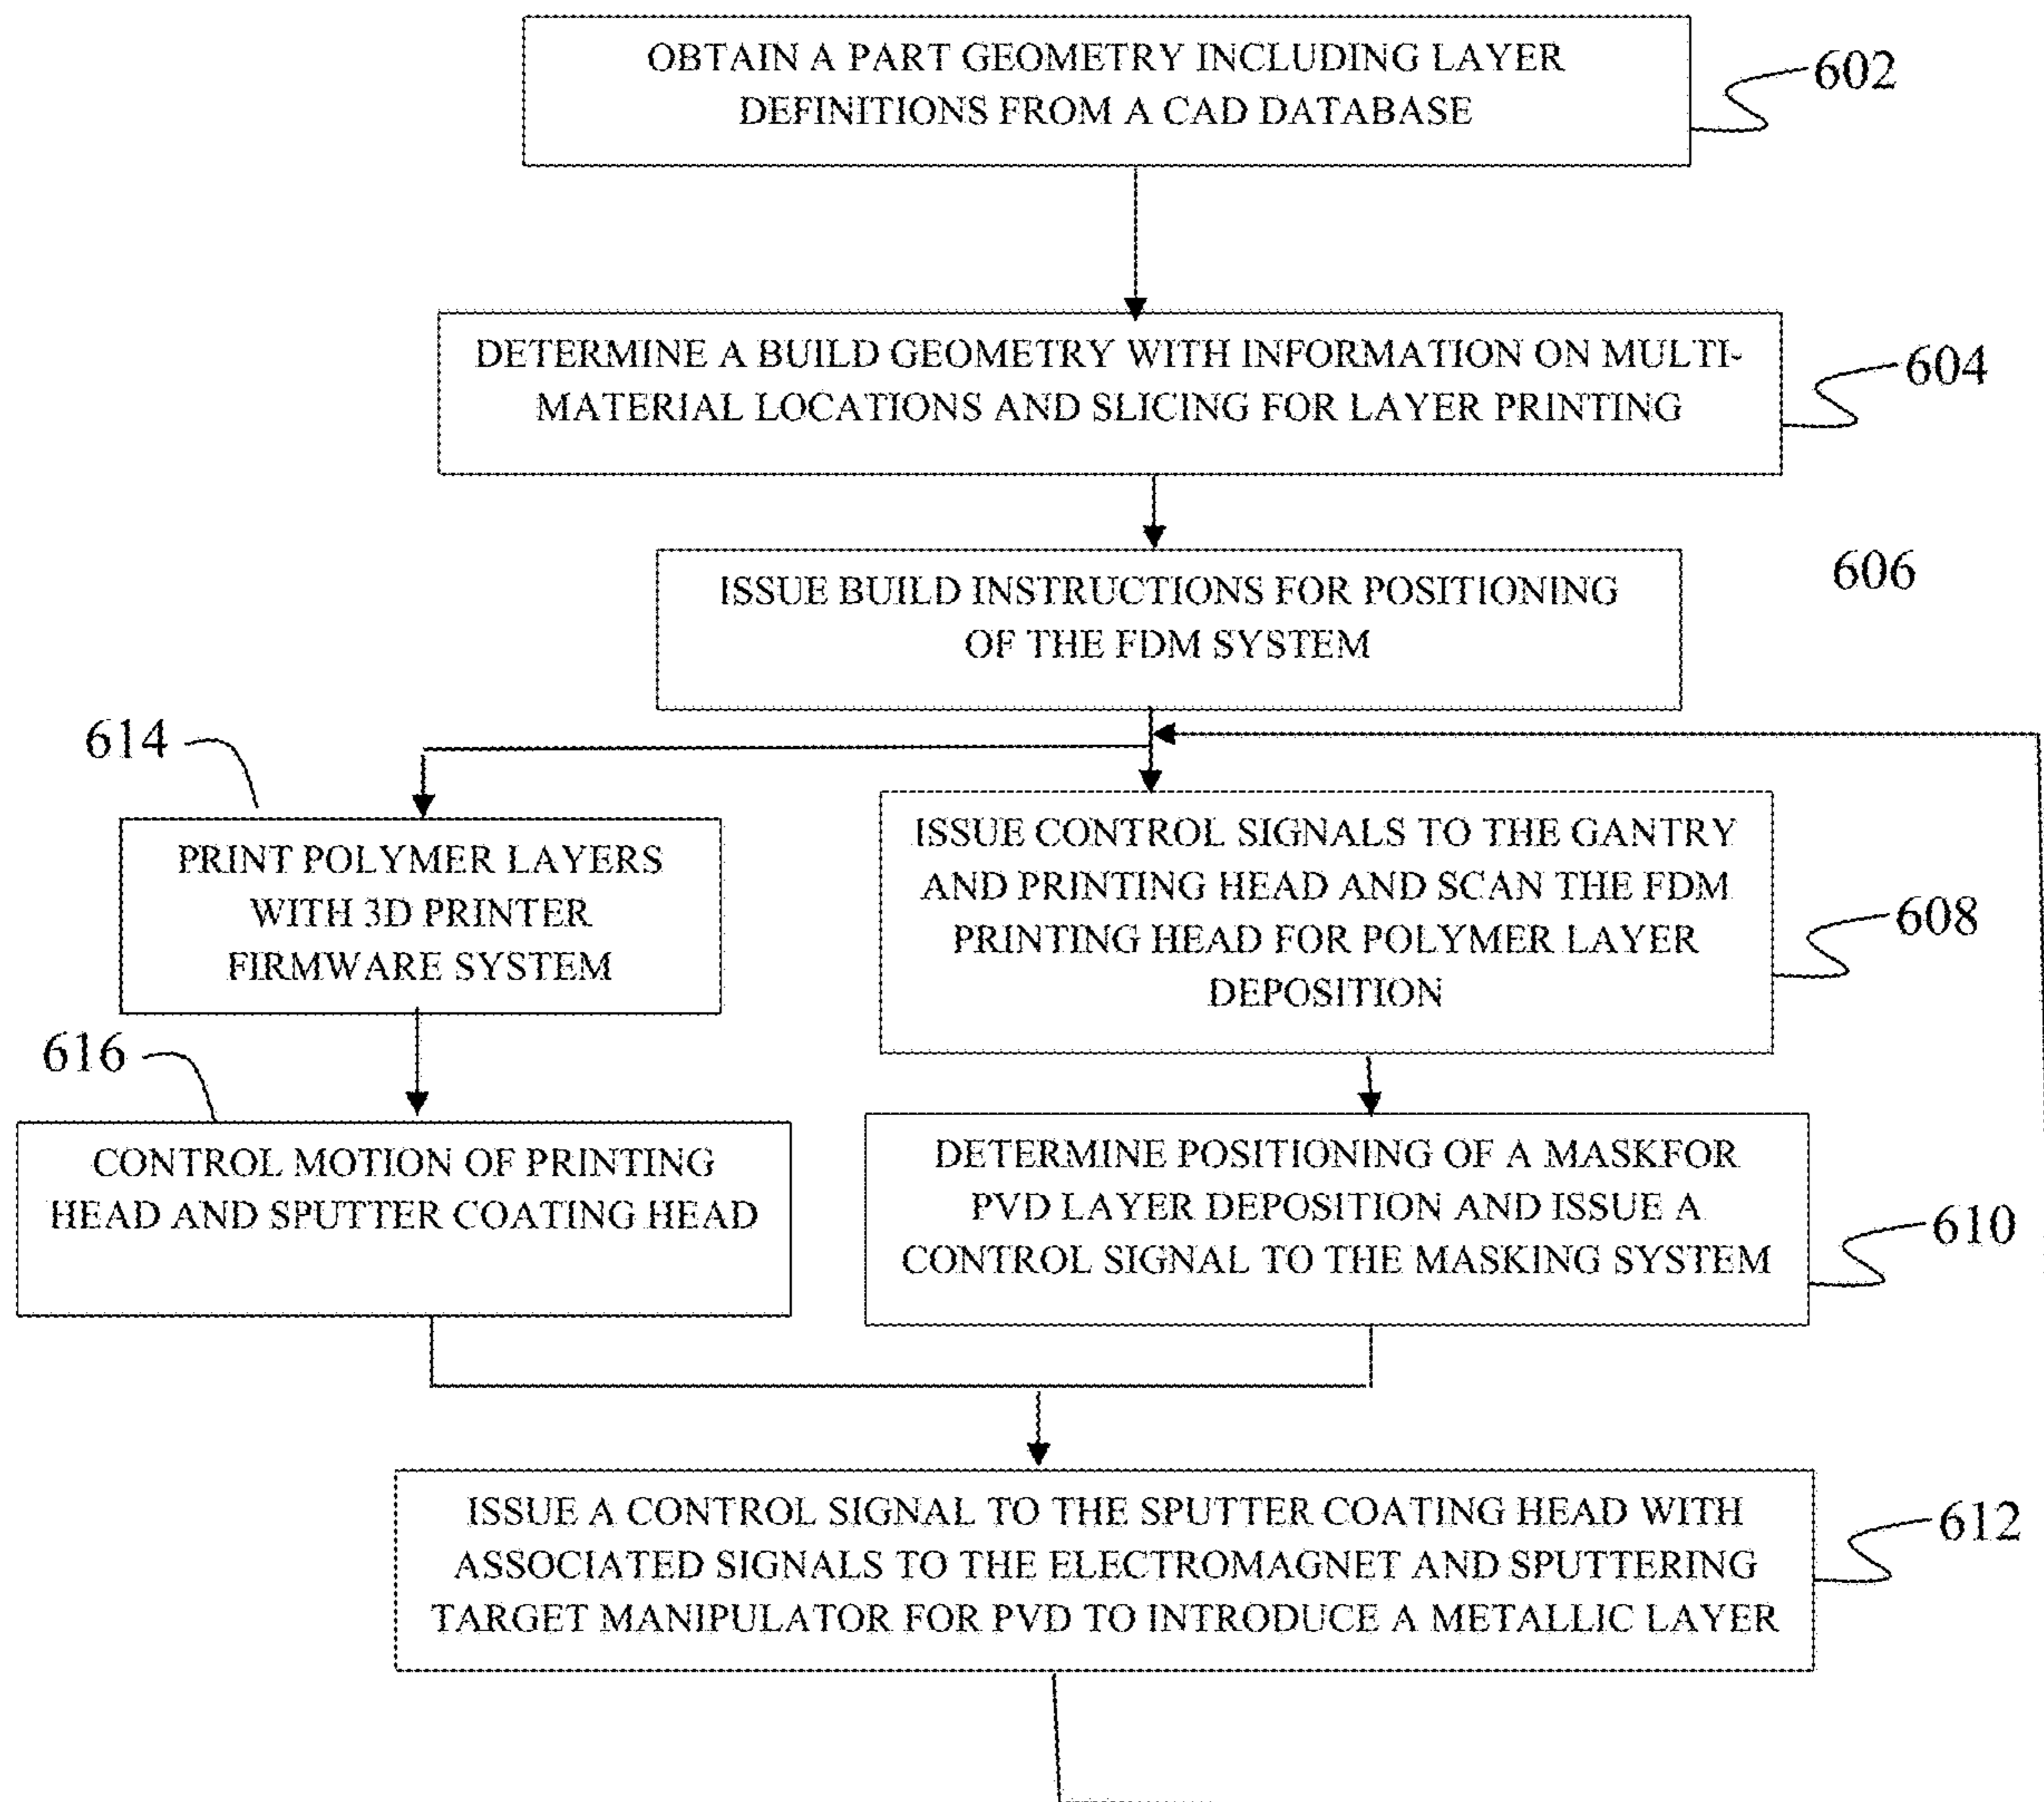 OBTAIN A PART GEOMETRY INCLUDING LAYER
DEFINITIONS FROM A CAD DATABASE
602
DETERMINE A BUILD GEOMETRY WITH INFORMATION ON MULTI-
MATERIAL LOCATIONS AND SLICING FOR LAYER PRINTING
604
ISSUE BUILD INSTRUCTIONS FOR POSITIONING
OF THE FDM SYSTEM
606
614
PRINT POLYMER LAYERS
WITH 3D PRINTER
FIRMWARE SYSTEM
ISSUE CONTROL SIGNALS TO THE GANTRY
AND PRINTING HEAD AND SCAN THE FDM
PRINTING HEAD FOR POLYMER LAYER
DEPOSITION
608
616
CONTROL MOTION OF PRINTING
HEAD AND SPUTTER COATING HEAD
DETERMINE POSITIONING OF A MASKFOR
PVD LAYER DEPOSITION AND ISSUE A
CONTROL SIGNAL TO THE MASKING SYSTEM
610
ISSUE A CONTROL SIGNAL TO THE SPUTTER COATING HEAD WITH
ASSOCIATED SIGNALS TO THE ELECTROMAGNET AND SPUTTERING
TARGET MANIPULATOR FOR PVD TO INTRODUCE A METALLIC LAYER
612